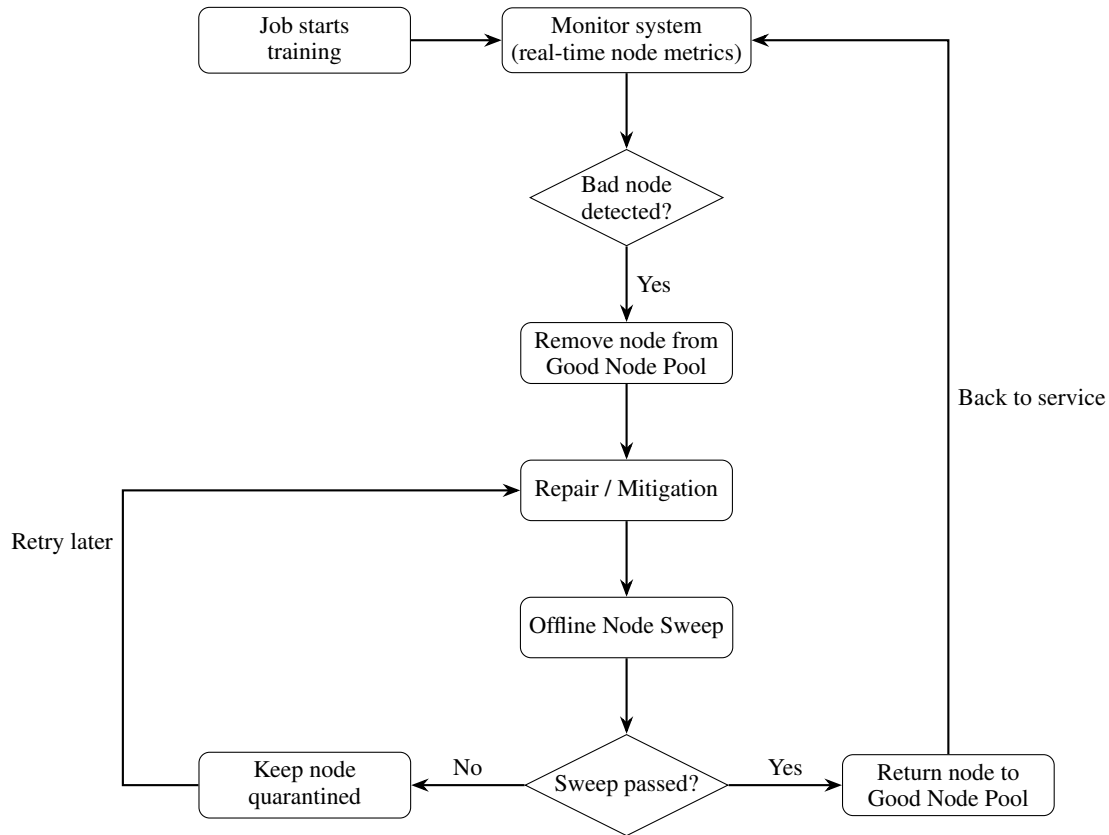 Job starts
training
Monitor system
(real-time node metrics)
Bad node
detected?
Yes
Remove node from
Good Node Pool
Back to service
Repair / Mitigation
Retry later
Offline Node Sweep
Keep node
quarantined
No
Sweep passed?
Yes
Return node to
Good Node Pool